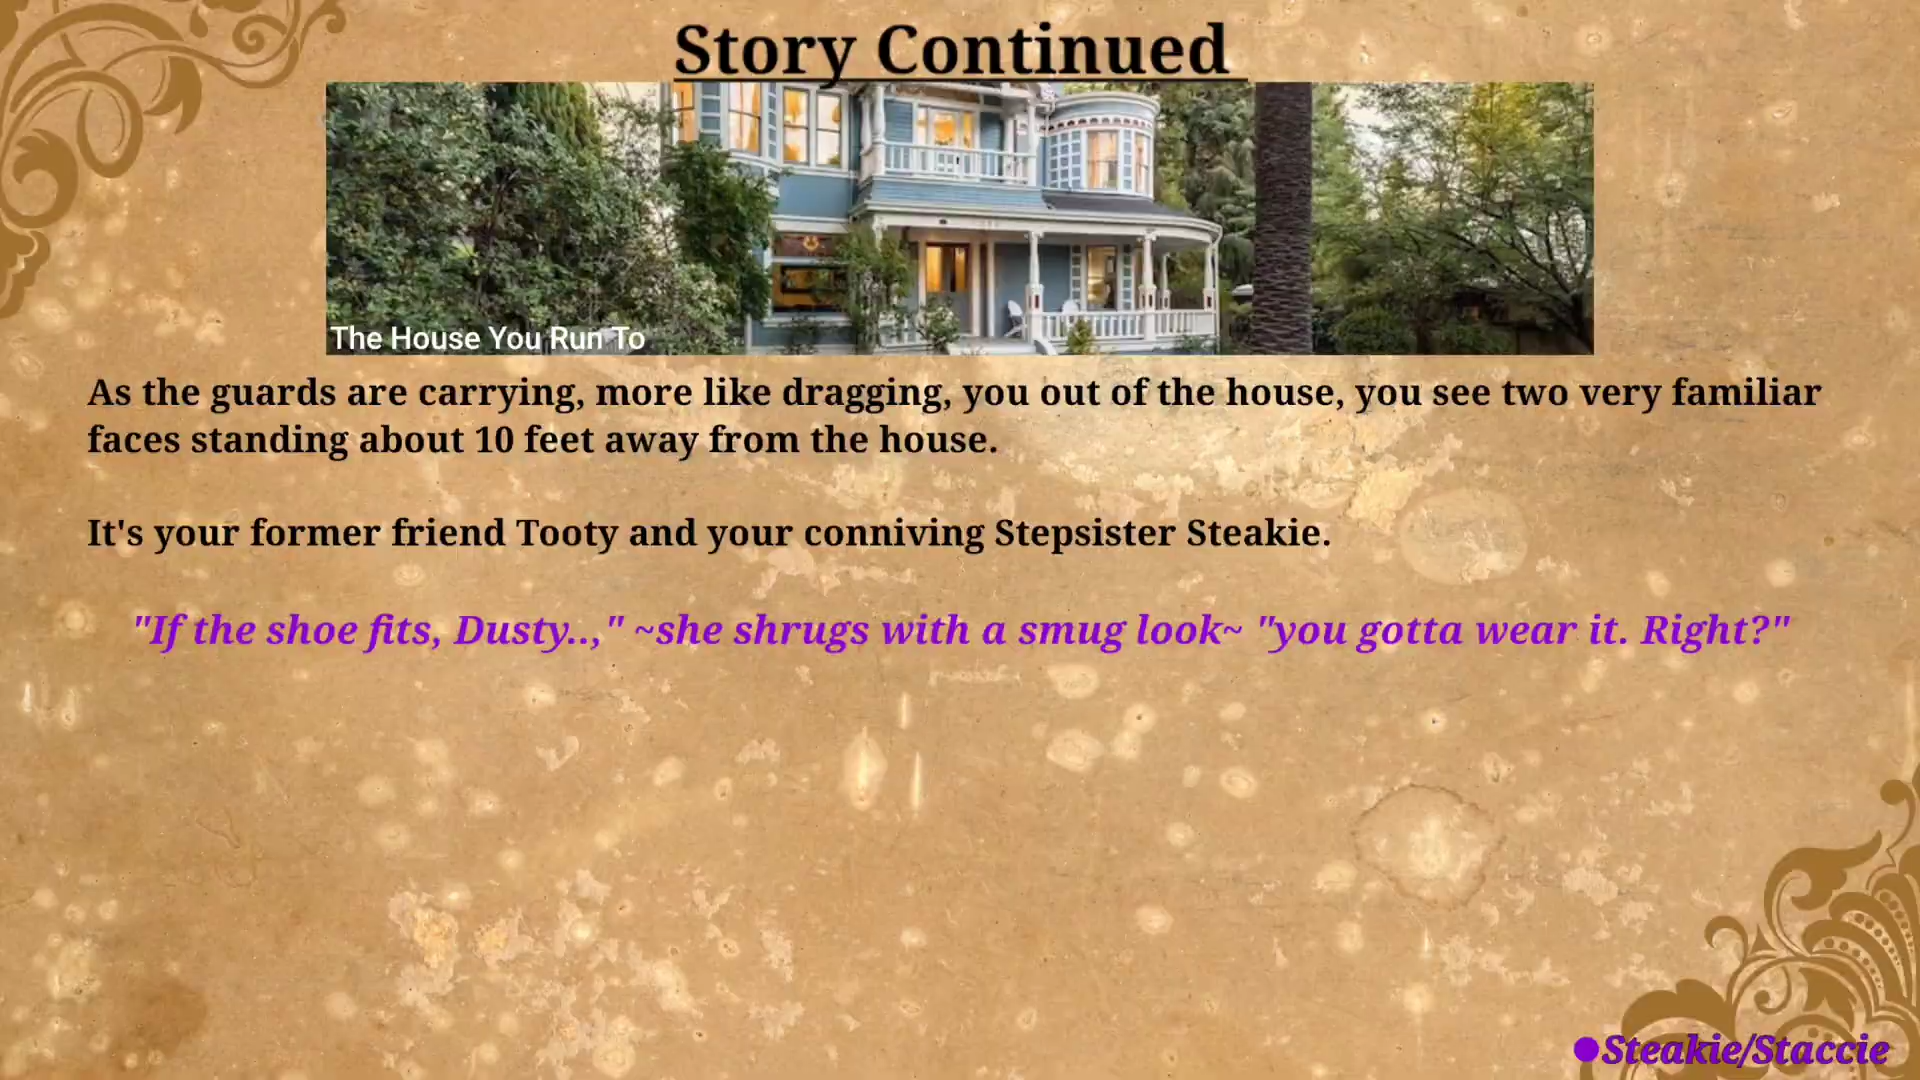 Story Continued
The House You Run To
As the guards are carrying, more like dragging, you out of the house, you see two very familiar
faces standing about 10 feet away from the house.
It's your former friend Tooty and your conniving Stepsister Steakie.
"If the shoe fits, Dusty..," ~she shrugs with a smug look~ "you gotta wear it. Right?"
●Steakie/Staccie